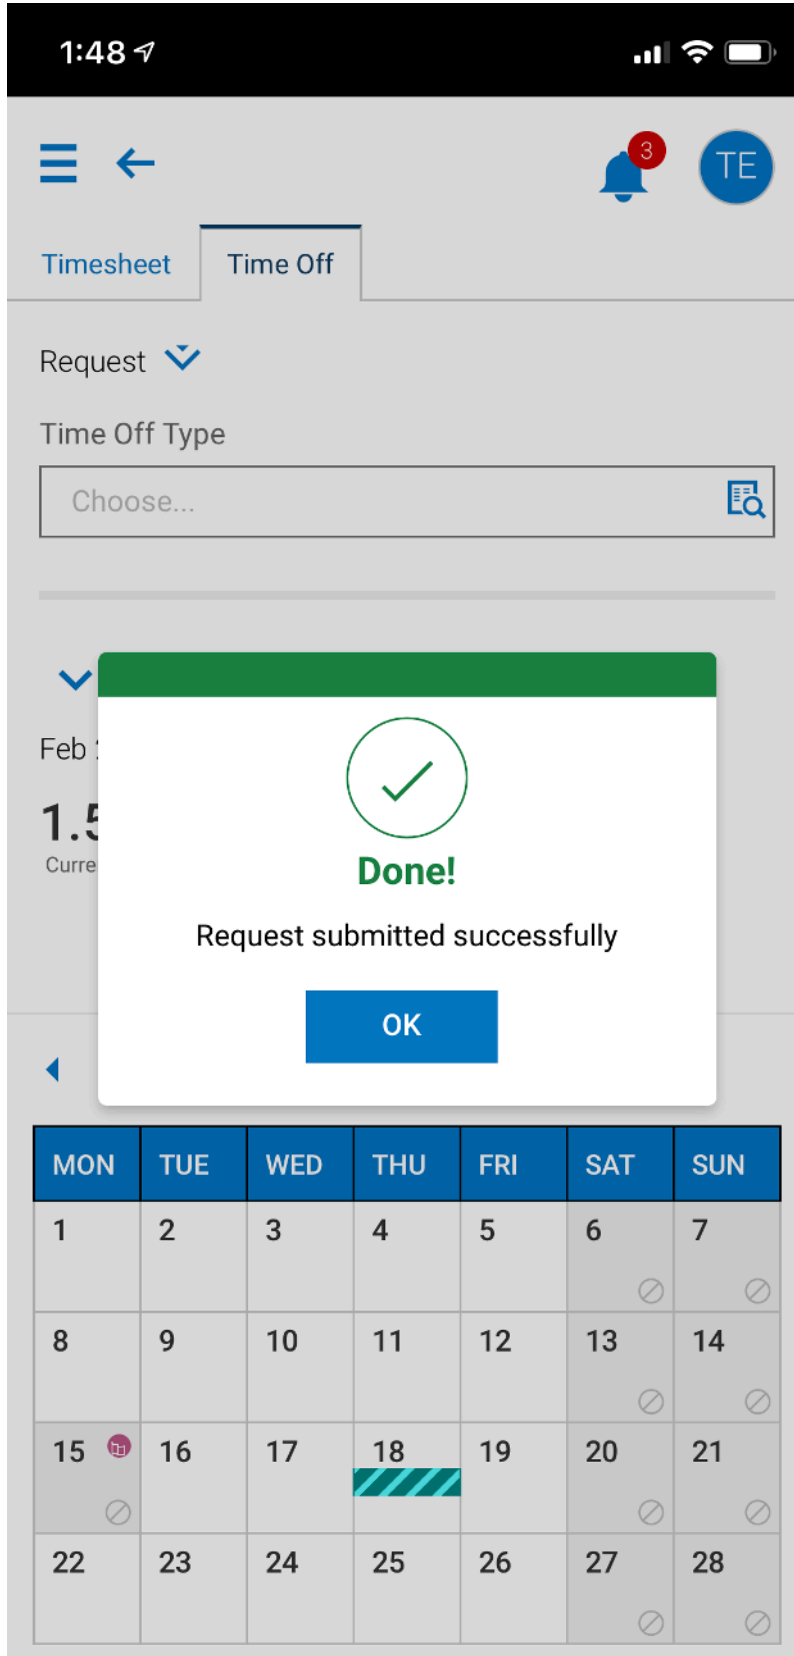 1:48
3
TE
Timesheet Time Off
Request
Time Off Type
Choose...
Feb
1.5
Curre
Done!
Request submitted successfully
OK
MON TUE WED THU FRI SAT SUN
1 2 3 4 5 6 7
8 9 10 11 12 13 14
15 16 17 18 19 20 21
22 23 24 25 26 27 28